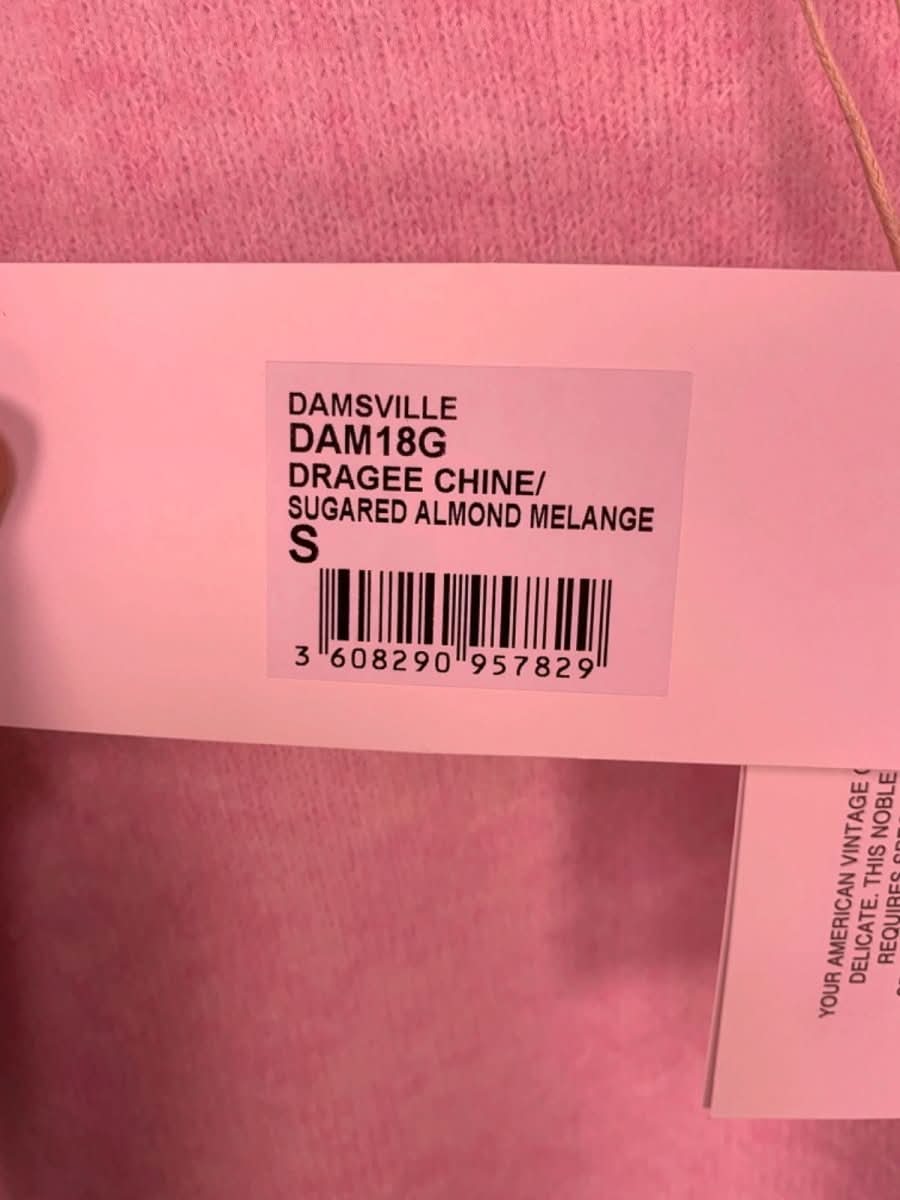 DAMSVILLE
DAM18G
DRAGEE CHINE/
SUGARED ALMOND MELANGE
S
3 608290 957829
YOUR AMERICAN VINTAGE
DELICATE. THIS NOBLE
REQUIRES